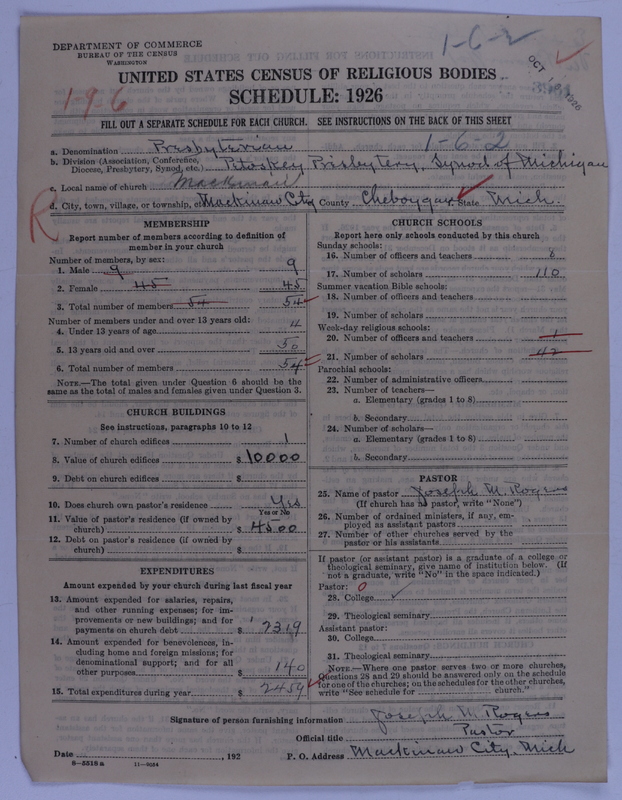 DEPARTMENT OF COMMERCE
BUREAU OF THE CENSUS
WASHINGTON
1-6-2
OCT 1926
UNITED STATES CENSUS OF RELIGIOUS BODIES
SCHEDULE: 1926
196
FILL OUT A SEPARATE SCHEDULE FOR EACH CHURCH. SEE INSTRUCTIONS ON THE BACK OF THIS SHEET
1-6-2
a. Denomination Presbyterian
b. Division (Association, Conference, Diocese, Presbytery, Synod, etc.) Petoskey Presbytery, Synod of Michigan
c. Local name of church Mackinaw
d. City, town, village, or township, or Mackinaw City County Cheboygan State Mich.
R
MEMBERSHIP
Report number of members according to definition of
member in your church
Number of members, by sex:
1. Male 9 9
2. Female 45 45
3. Total number of members 54 54
Number of members under and over 13 years old:
4. Under 13 years of age 4
5. 13 years old and over 50
6. Total number of members 54
NOTE.—The total given under Question 6 should be the
same as the total of males and females given under Question 3.
CHURCH BUILDINGS
See instructions, paragraphs 10 to 12
7. Number of church edifices 1
8. Value of church edifices $10000
9. Debt on church edifices $
10. Does church own pastor's residence Yes
Yes or No
11. Value of pastor's residence (if owned by
church) $4500
12. Debt on pastor's residence (if owned by
church) $
EXPENDITURES
Amount expended by your church during last fiscal year
13. Amount expended for salaries, repairs,
and other running expenses; for im-
provements or new buildings; and for
payments on church debt $ 2319
14. Amount expended for benevolences, in-
cluding home and foreign missions; for
denominational support; and for all
other purposes $ 140
15. Total expenditures during year $2459
CHURCH SCHOOLS
Report here only schools conducted by this church
Sunday schools:
16. Number of officers and teachers 8
17. Number of scholars 110
Summer vacation Bible schools:
18. Number of officers and teachers
19. Number of scholars
Week-day religious schools:
20. Number of officers and teachers 1
21. Number of scholars 42
Parochial schools:
22. Number of administrative officers
23. Number of teachers—
a. Elementary (grades 1 to 8)
b. Secondary
24. Number of scholars—
a. Elementary (grades 1 to 8)
b. Secondary
PASTOR
25. Name of pastor Joseph M. Rogers
(If church has no pastor, write "None")
26. Number of ordained ministers, if any, em-
ployed as assistant pastors
27. Number of other churches served by the
pastor or his assistants
If pastor (or assistant pastor) is a graduate of a college or
theological seminary, give name of institution below. (If
not a graduate, write "No" in the space indicated.)
Pastor: 0
28. College
29. Theological seminary
Assistant pastor:
30. College
31. Theological seminary
NOTE.—Where one pastor serves two or more churches,
Questions 28 and 29 should be answered only on the schedule
for one of the churches; on the schedules for the other churches,
write "See schedule for church."
Signature of person furnishing information Joseph M. Rogers
Official title Pastor
Date , 192 P. O. Address Mackinaw City, Mich
8-5518 a 11-9054